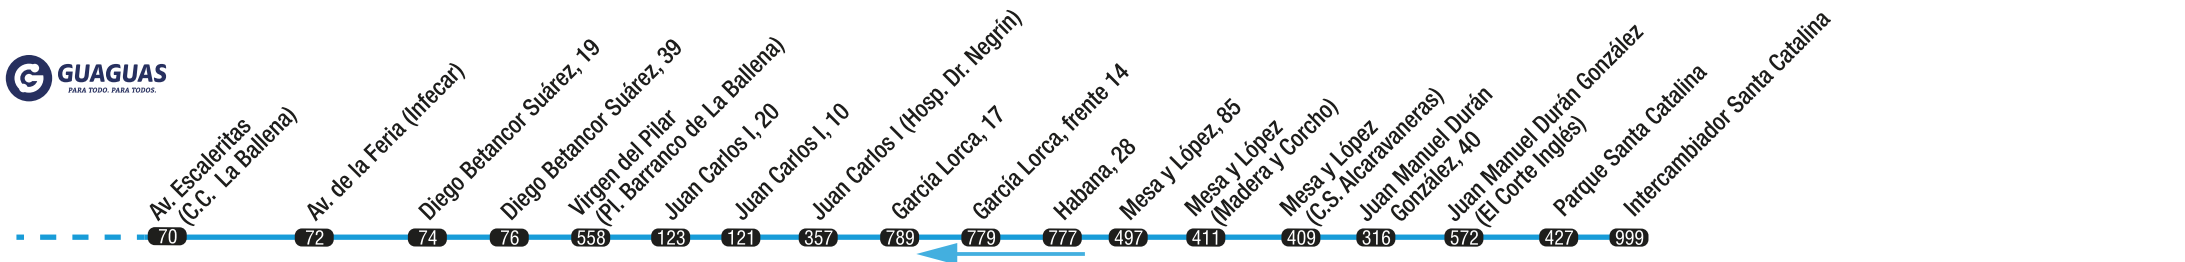 GUAGUAS
PARA TODO. PARA TODOS.
Av. Escaleritas
(C.C. La Ballena)
70
Av. de la Feria (Infecar)
72
Diego Betancor Suárez, 19
74
Diego Betancor Suárez, 39
76
Virgen del Pilar
(Pl. Barranco de La Ballena)
558
Juan Carlos I, 20
123
Juan Carlos I, 10
121
Juan Carlos I (Hosp. Dr. Negrín)
357
García Lorca, 17
789
García Lorca, frente 14
779
Habana, 28
777
Mesa y López, 85
497
Mesa y López
(Madera y Corcho)
411
Mesa y López
(C.S. Alcaravaneras)
409
Juan Manuel Durán
González, 40
316
Juan Manuel Durán González
(El Corte Inglés)
572
Parque Santa Catalina
427
Intercambiador Santa Catalina
999